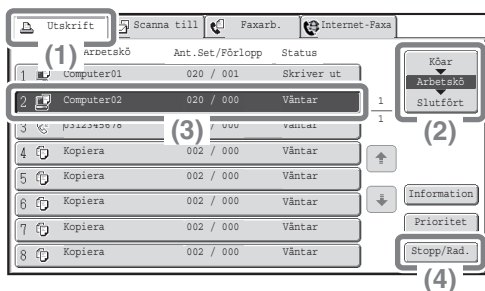 Utskrift Scanna till Faxarb. Internet-Faxa
(1) Arbetskö Ant.Set/Förlopp Status
Köar
Arbetskö
Slutfört
(2)
1 Computer01 020 / 001 Skriver ut
2 Computer02 020 / 000 Väntar
1
1
3 0312345678 (3) / 000 Väntar
4 Kopiera 002 / 000 Väntar
5 Kopiera 002 / 000 Väntar
6 Kopiera 002 / 000 Väntar
7 Kopiera 002 / 000 Väntar
8 Kopiera 002 / 000 Väntar
Information
Prioritet
Stopp/Rad.
(4)